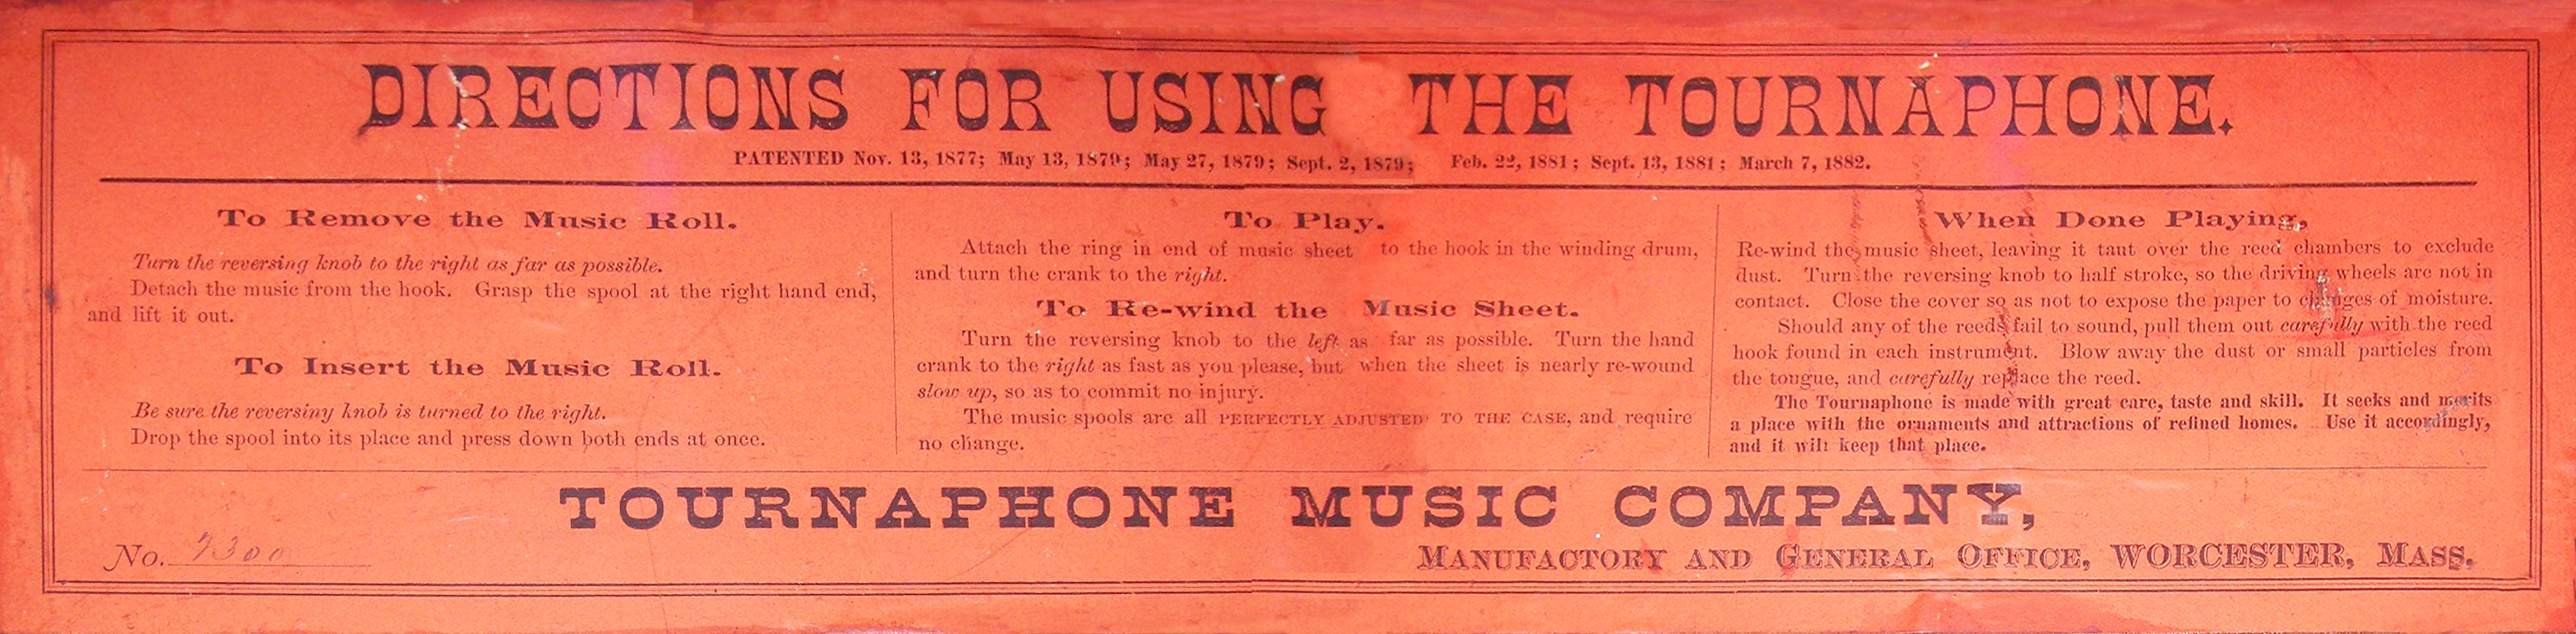 DIRECTIONS FOR USING THE TOURNAPHONE.
PATENTED Nov. 13, 1877; May 13, 1879; May 27, 1879; Sept. 2, 1879; Feb. 22, 1881; Sept. 13, 1881; March 7, 1882.
To Remove the Music Roll.
Turn the reversing knob to the right as far as possible.
Detach the music from the hook. Grasp the spool at the right hand end,
and lift it out.
To Insert the Music Roll.
Be sure the reversing knob is turned to the right.
Drop the spool into its place and press down both ends at once.
To Play.
Attach the ring in end of music sheet to the hook in the winding drum,
and turn the crank to the right.
To Re-wind the Music Sheet.
Turn the reversing knob to the left as far as possible. Turn the hand
crank to the right as fast as you please, but when the sheet is nearly re-wound
slow up, so as to commit no injury.
The music spools are all PERFECTLY ADJUSTED TO THE CASE, and require
no change.
When Done Playing,
Re-wind the music sheet, leaving it taut over the reed chambers to exclude
dust. Turn the reversing knob to half stroke, so the driving wheels are not in
contact. Close the cover so as not to expose the paper to changes of moisture.
Should any of the reeds fail to sound, pull them out carefully with the reed
hook found in each instrument. Blow away the dust or small particles from
the tongue, and carefully replace the reed.
The Tournaphone is made with great care, taste and skill. It seeks and merits
a place with the ornaments and attractions of refined homes. Use it accordingly,
and it will keep that place.
TOURNAPHONE MUSIC COMPANY,
No. 7300
MANUFACTORY AND GENERAL OFFICE, WORCESTER, MASS.